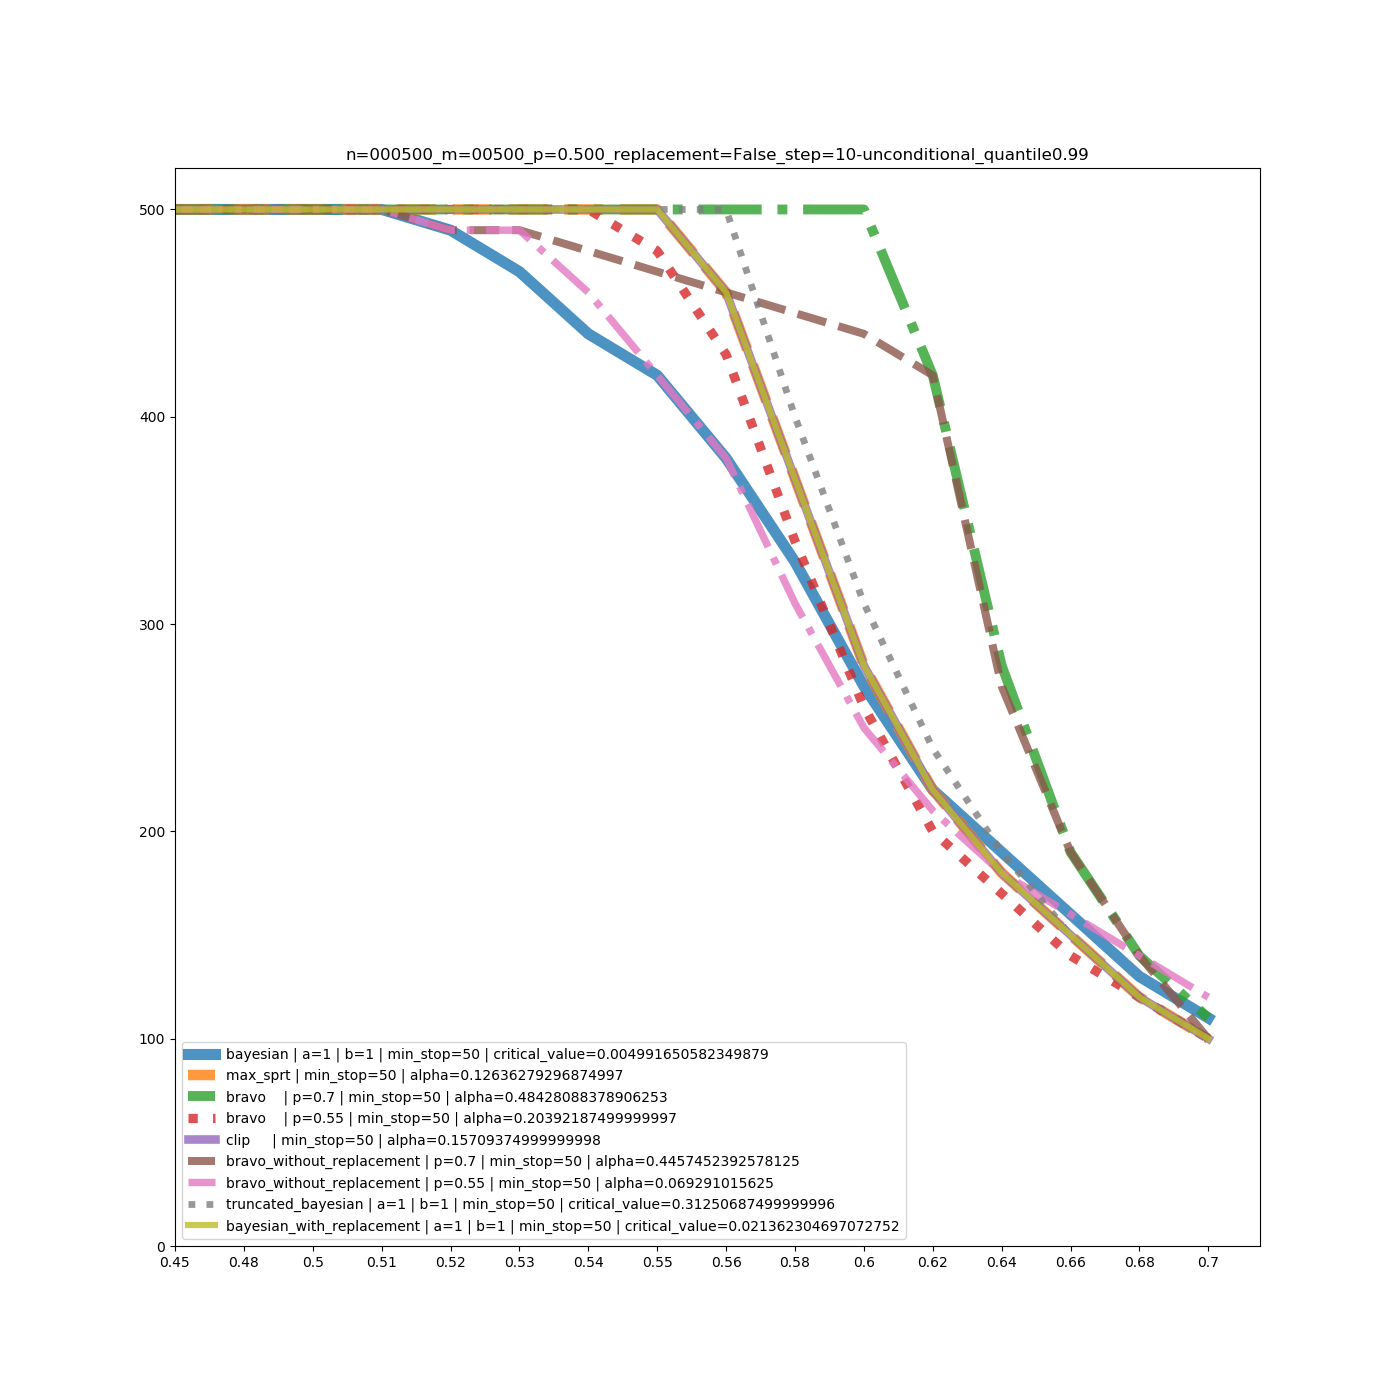 n=000500_m=00500_p=0.500_replacement=False_step=10-unconditional_quantile0.99
500
400
300
200
100
0
bayesian | a=1 | b=1 | min_stop=50 | critical_value=0.004991650582349879
max_sprt | min_stop=50 | alpha=0.12636279296874997
bravo | p=0.7 | min_stop=50 | alpha=0.48428088378906253
bravo | p=0.55 | min_stop=50 | alpha=0.20392187499999997
clip | min_stop=50 | alpha=0.15709374999999998
bravo_without_replacement | p=0.7 | min_stop=50 | alpha=0.4457452392578125
bravo_without_replacement | p=0.55 | min_stop=50 | alpha=0.069291015625
truncated_bayesian | a=1 | b=1 | min_stop=50 | critical_value=0.31250687499999996
bayesian_with_replacement | a=1 | b=1 | min_stop=50 | critical_value=0.021362304697072752
0.45 0.48 0.5 0.51 0.52 0.53 0.54 0.55 0.56 0.58 0.6 0.62 0.64 0.66 0.68 0.7